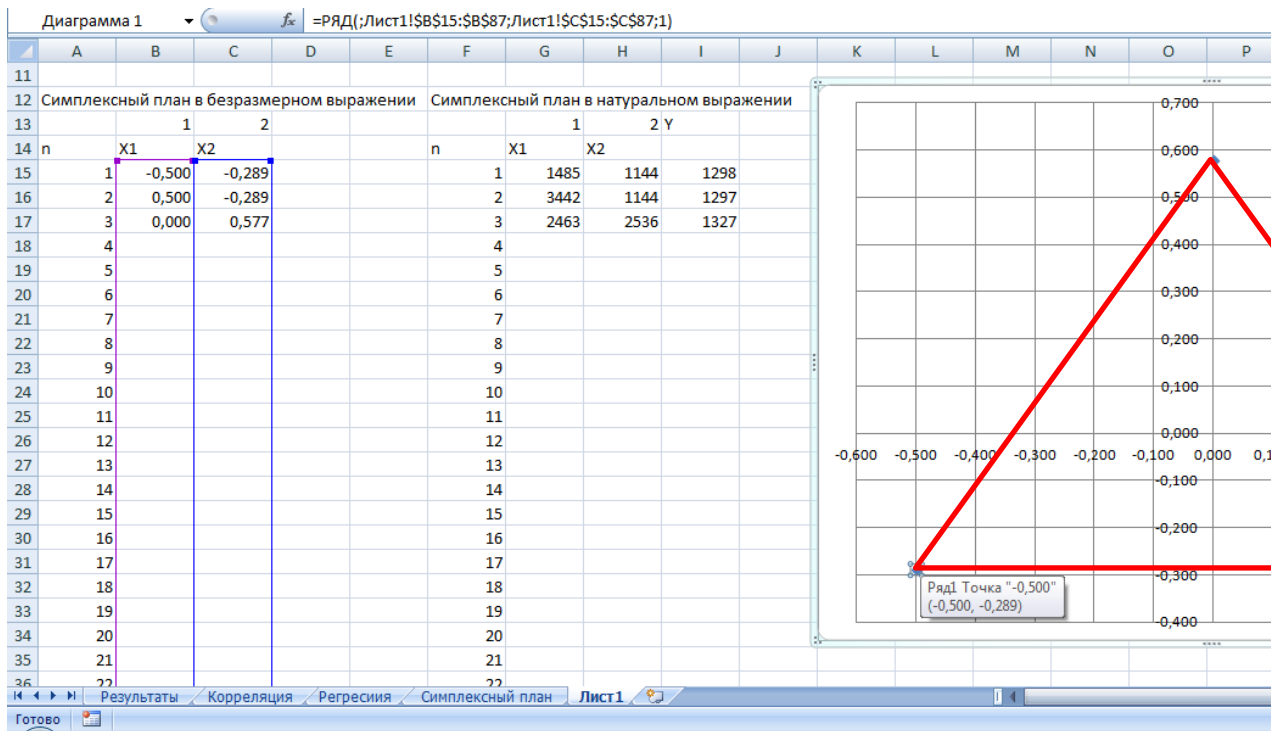 Диаграмма 1 fx =РЯД(;Лист1!$B$15:$B$87;Лист1!$C$15:$C$87;1)
A B C D E F G H I J K L M N O P
11
12 Симплексный план в безразмерном выражении Симплексный план в натуральном выражении
13 1 2 1 2 Y
14 n X1 X2 n X1 X2
15 1 -0,500 -0,289 1 1485 1144 1298
16 2 0,500 -0,289 2 3442 1144 1297
17 3 0,000 0,577 3 2463 2536 1327
18 4 4
19 5 5
20 6 6
21 7 7
22 8 8
23 9 9
24 10 10
25 11 11
26 12 12
27 13 13
28 14 14
29 15 15
30 16 16
31 17 17
32 18 18
33 19 19
34 20 20
35 21 21
36 22 22
0,700
0,600
0,500
0,400
0,300
0,200
0,100
0,000
-0,600 -0,500 -0,400 -0,300 -0,200 -0,100 0,000 0,1
-0,100
-0,200
-0,300
-0,400
Ряд1 Точка "-0,500"
(-0,500, -0,289)
Результаты Корреляция Регресиия Симплексный план Лист1
Готово